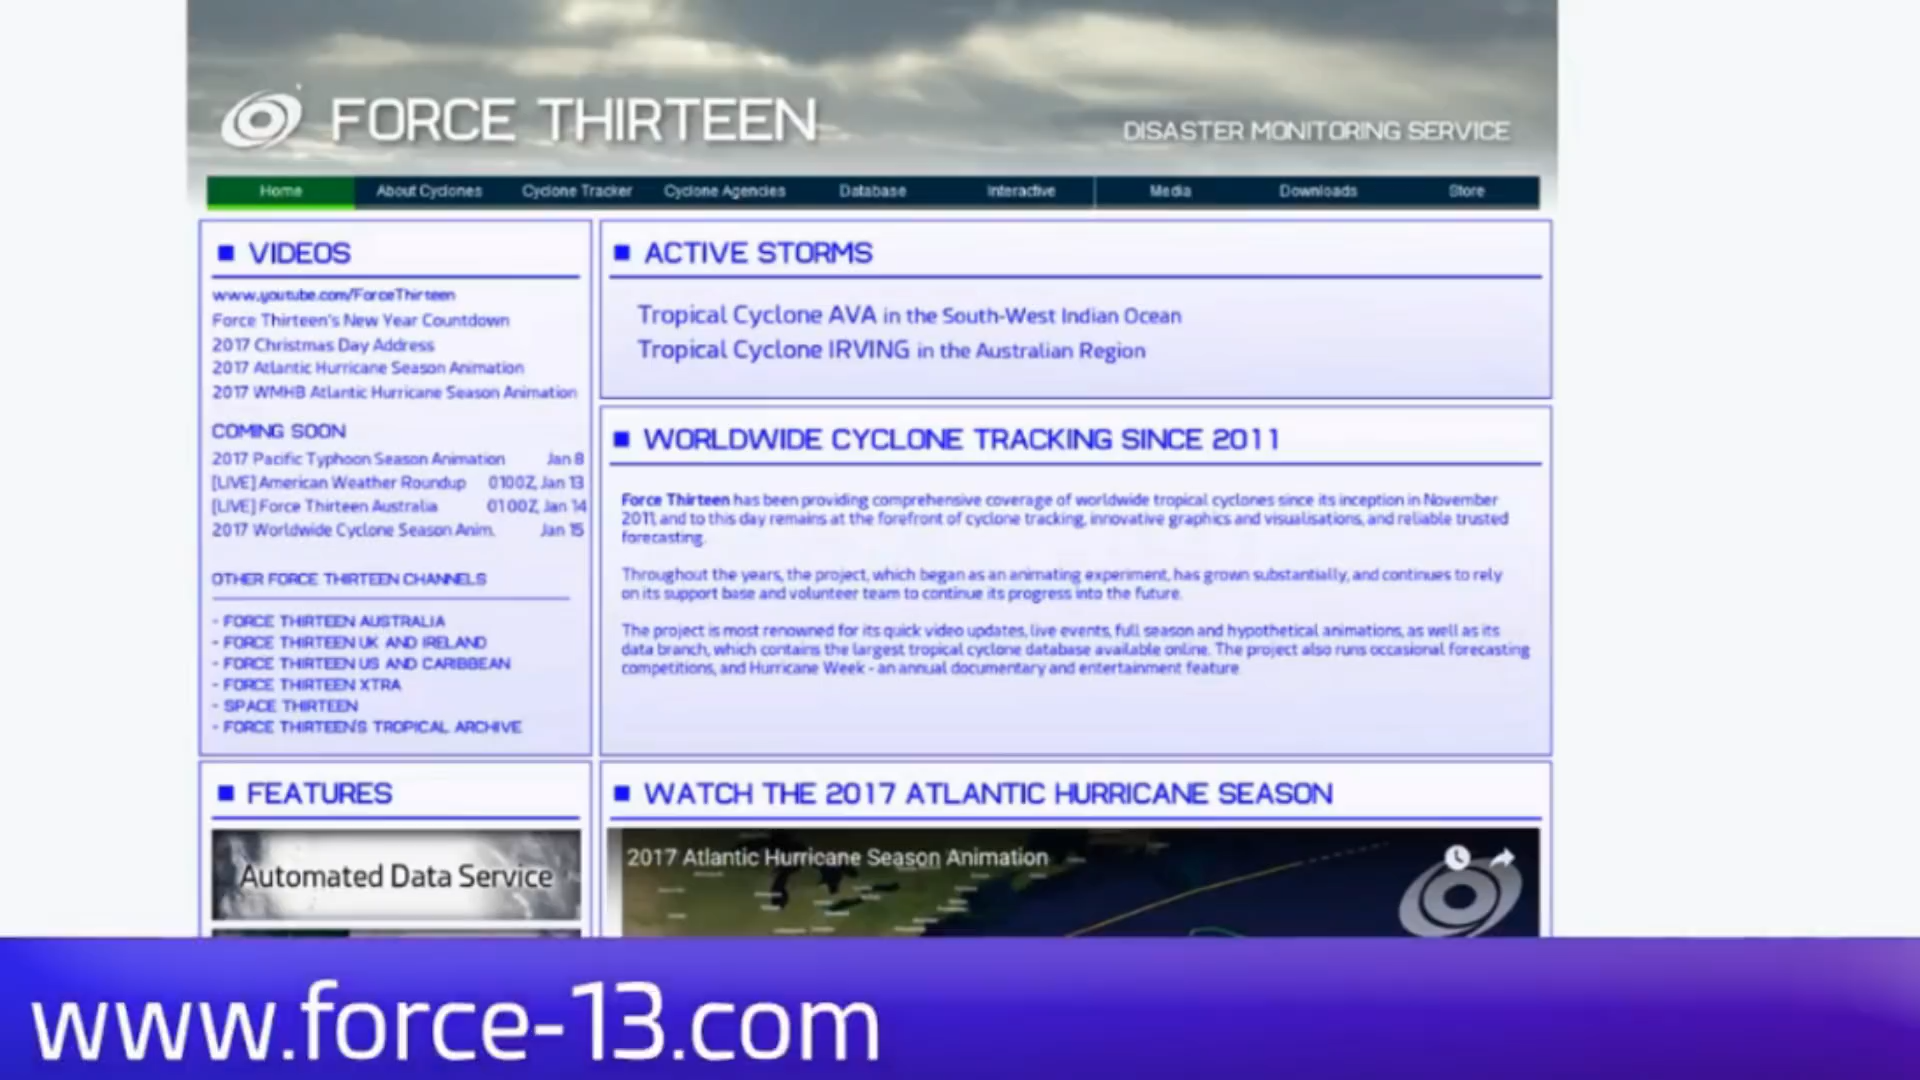 FORCE THIRTEEN
DISASTER MONITORING SERVICE
Home About Cyclones Cyclone Tracker Cyclone Agencies Database Interactive Media Downloads Store
VIDEOS
www.youtube.com/ForceThirteen
Force Thirteen's New Year Countdown
2017 Christmas Day Address
2017 Atlantic Hurricane Season Animation
2017 WMHB Atlantic Hurricane Season Animation
COMING SOON
2017 Pacific Typhoon Season Animation Jan 8
[LIVE] American Weather Roundup 0100Z, Jan 13
[LIVE] Force Thirteen Australia 0100Z, Jan 14
2017 Worldwide Cyclone Season Anim. Jan 15
OTHER FORCE THIRTEEN CHANNELS
- FORCE THIRTEEN AUSTRALIA
- FORCE THIRTEEN UK AND IRELAND
- FORCE THIRTEEN US AND CARIBBEAN
- FORCE THIRTEEN XTRA
- SPACE THIRTEEN
- FORCE THIRTEEN'S TROPICAL ARCHIVE
ACTIVE STORMS
Tropical Cyclone AVA in the South-West Indian Ocean
Tropical Cyclone IRVING in the Australian Region
WORLDWIDE CYCLONE TRACKING SINCE 2011
Force Thirteen has been providing comprehensive coverage of worldwide tropical cyclones since its inception in November
2011, and to this day remains at the forefront of cyclone tracking, innovative graphics and visualisations, and reliable trusted
forecasting.
Throughout the years, the project, which began as an animating experiment, has grown substantially, and continues to rely
on its support base and volunteer team to continue its progress into the future.
The project is most renowned for its quick video updates, live events, full season and hypothetical animations, as well as its
data branch, which contains the largest tropical cyclone database available online. The project also runs occasional forecasting
competitions, and Hurricane Week - an annual documentary and entertainment feature.
FEATURES
Automated Data Service
WATCH THE 2017 ATLANTIC HURRICANE SEASON
2017 Atlantic Hurricane Season Animation
www.force-13.com